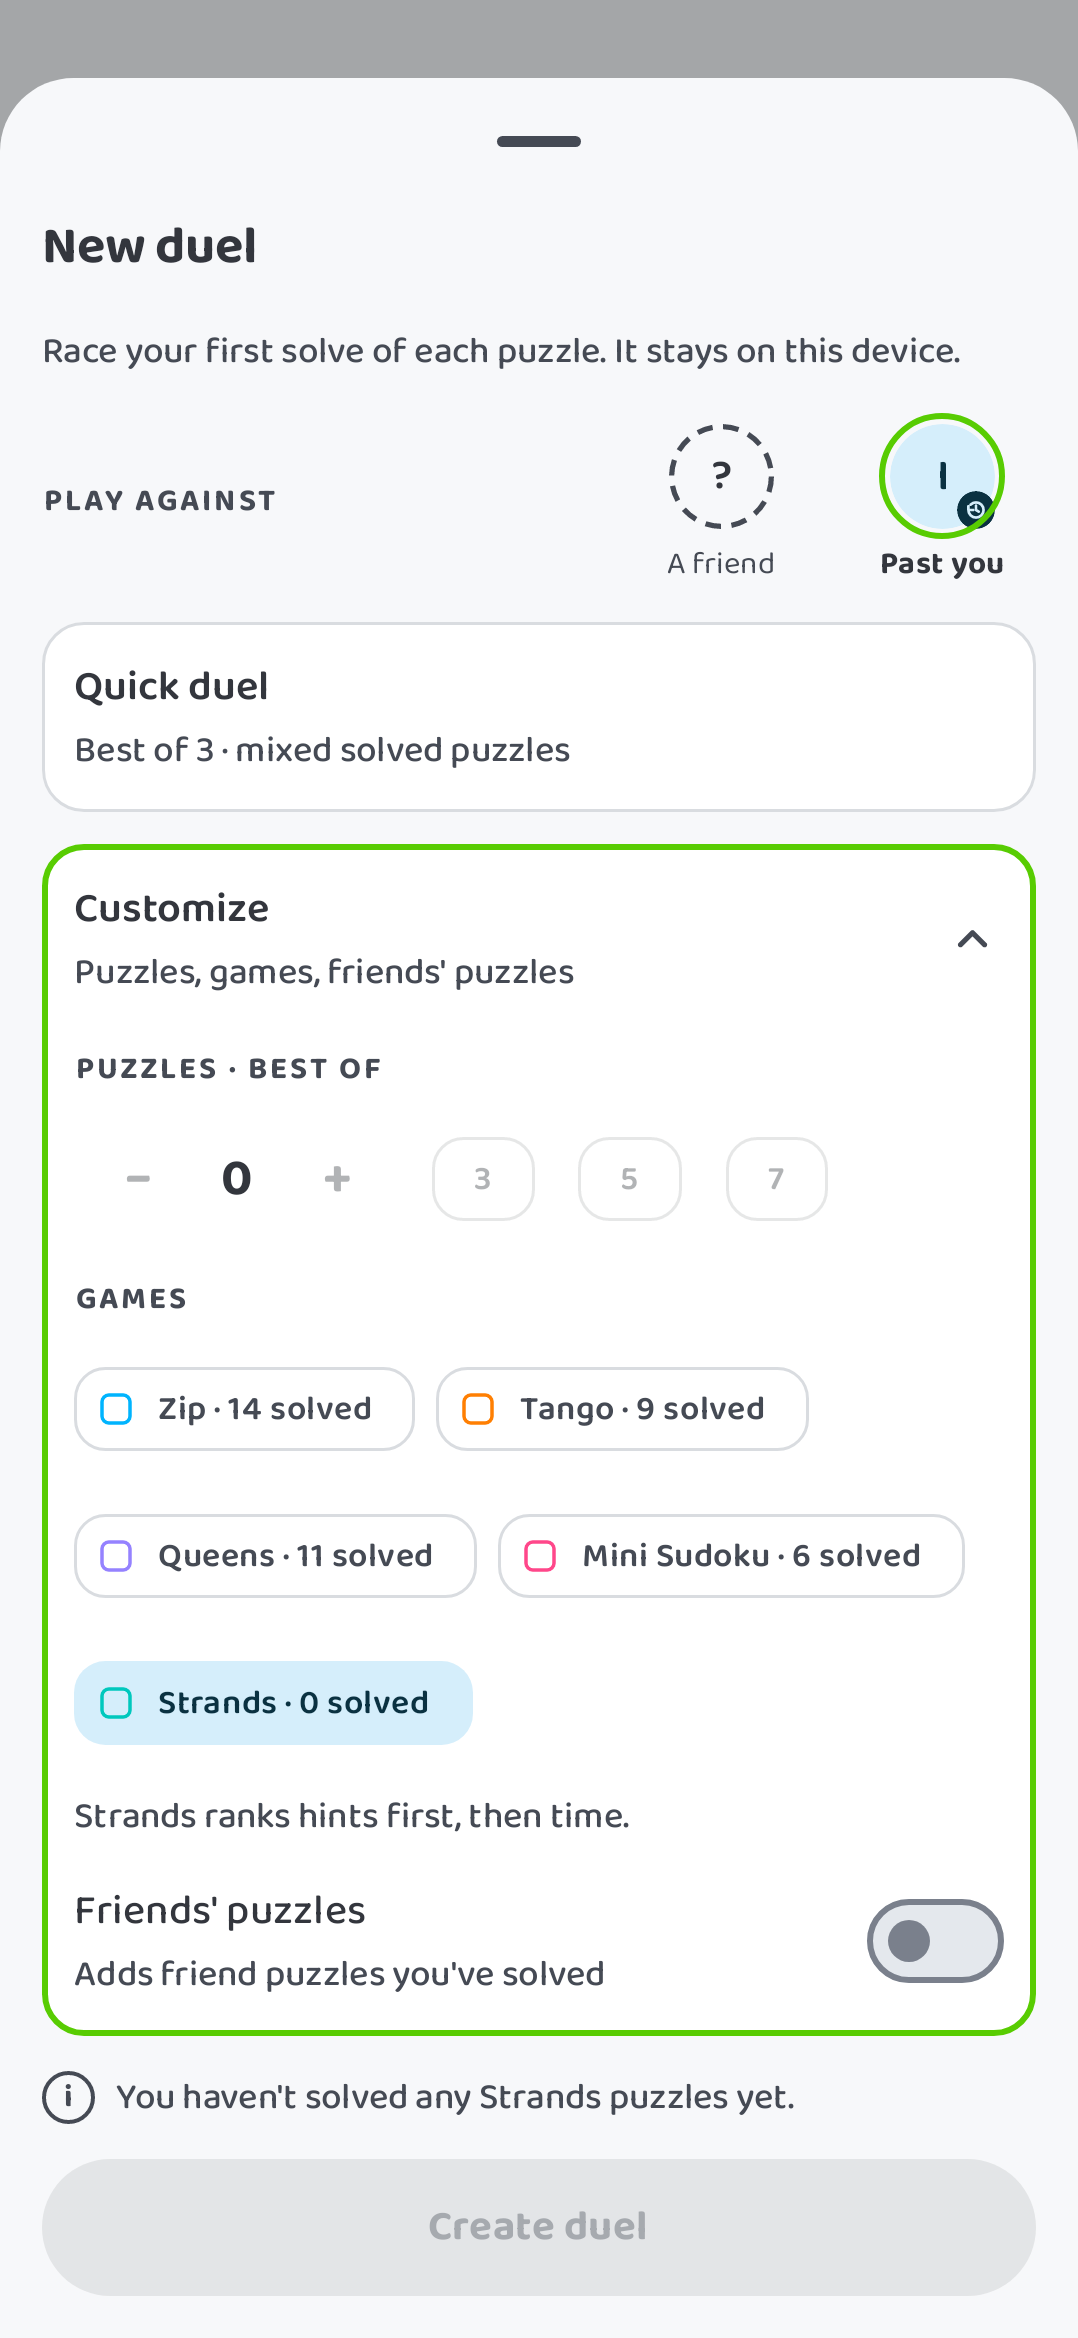 New duel
Race your first solve of each puzzle. It stays on this device.
PLAY AGAINST
?
A friend
I
Past you
Quick duel
Best of 3 · mixed solved puzzles
Customize
Puzzles, games, friends' puzzles
PUZZLES · BEST OF
− 0 + 3 5 7
GAMES
Zip · 14 solved
Tango · 9 solved
Queens · 11 solved
Mini Sudoku · 6 solved
Strands · 0 solved
Strands ranks hints first, then time.
Friends' puzzles
Adds friend puzzles you've solved
i You haven't solved any Strands puzzles yet.
Create duel